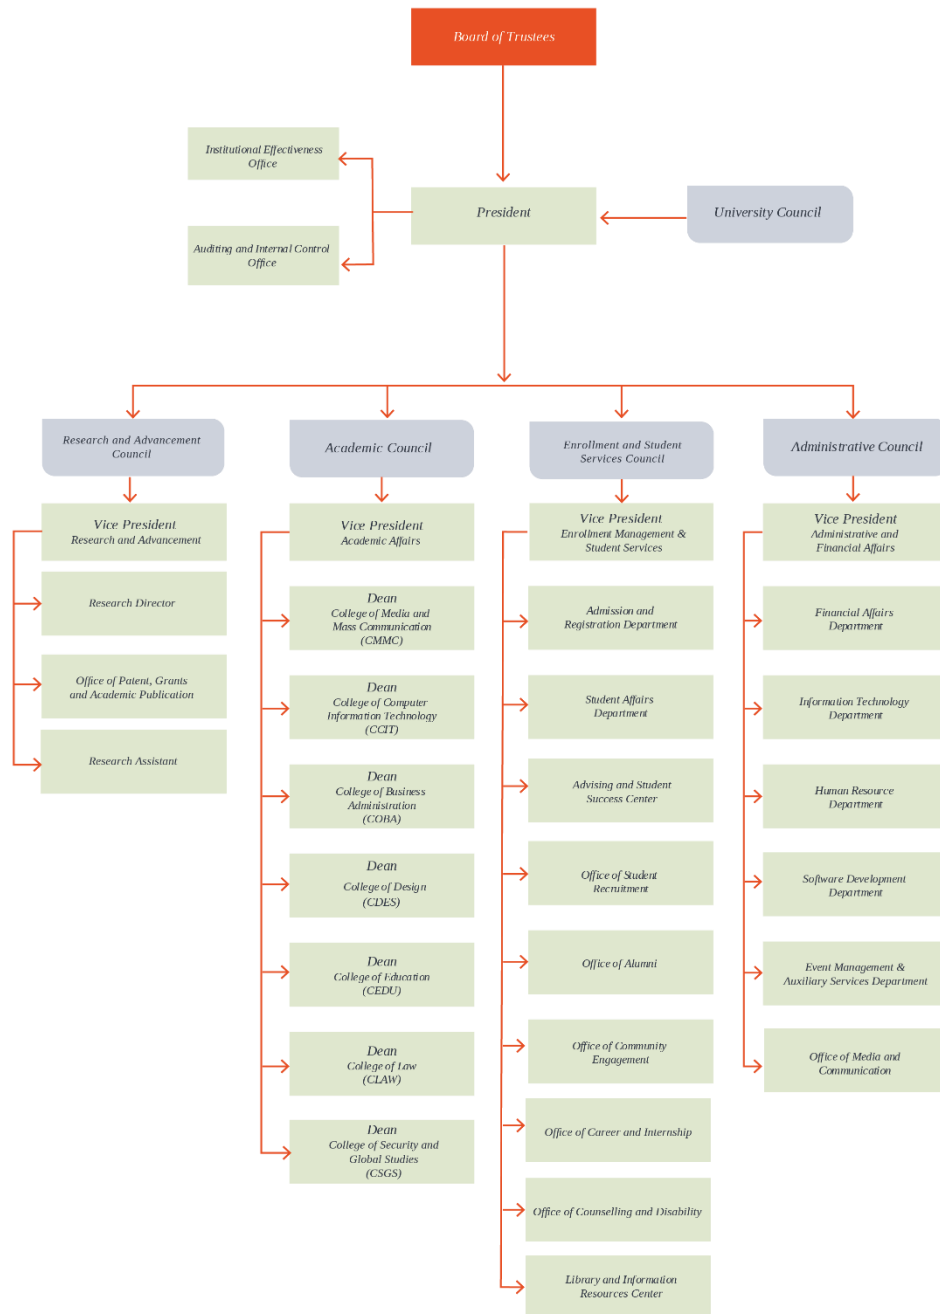 Board of Trustees
Institutional Effectiveness
Office
President
University Council
Auditing and Internal Control
Office
Research and Advancement
Council
Academic Council
Enrollment and Student
Services Council
Administrative Council
Vice President
Research and Advancement
Research Director
Office of Patent, Grants
and Academic Publication
Research Assistant
Vice President
Academic Affairs
Dean
College of Media and
Mass Communication
(CMMC)
Dean
College of Computer
Information Technology
(CCIT)
Dean
College of Business
Administration
(COBA)
Dean
College of Design
(CDES)
Dean
College of Education
(CEDU)
Dean
College of Law
(CLAW)
Dean
College of Security and
Global Studies
(CSGS)
Vice President
Enrollment Management &
Student Services
Admission and
Registration Department
Student Affairs
Department
Advising and Student
Success Center
Office of Student
Recruitment
Office of Alumni
Office of Community
Engagement
Office of Career and Internship
Office of Counselling and Disability
Library and Information
Resources Center
Vice President
Administrative and
Financial Affairs
Financial Affairs
Department
Information Technology
Department
Human Resource
Department
Software Development
Department
Event Management &
Auxiliary Services Department
Office of Media and
Communication